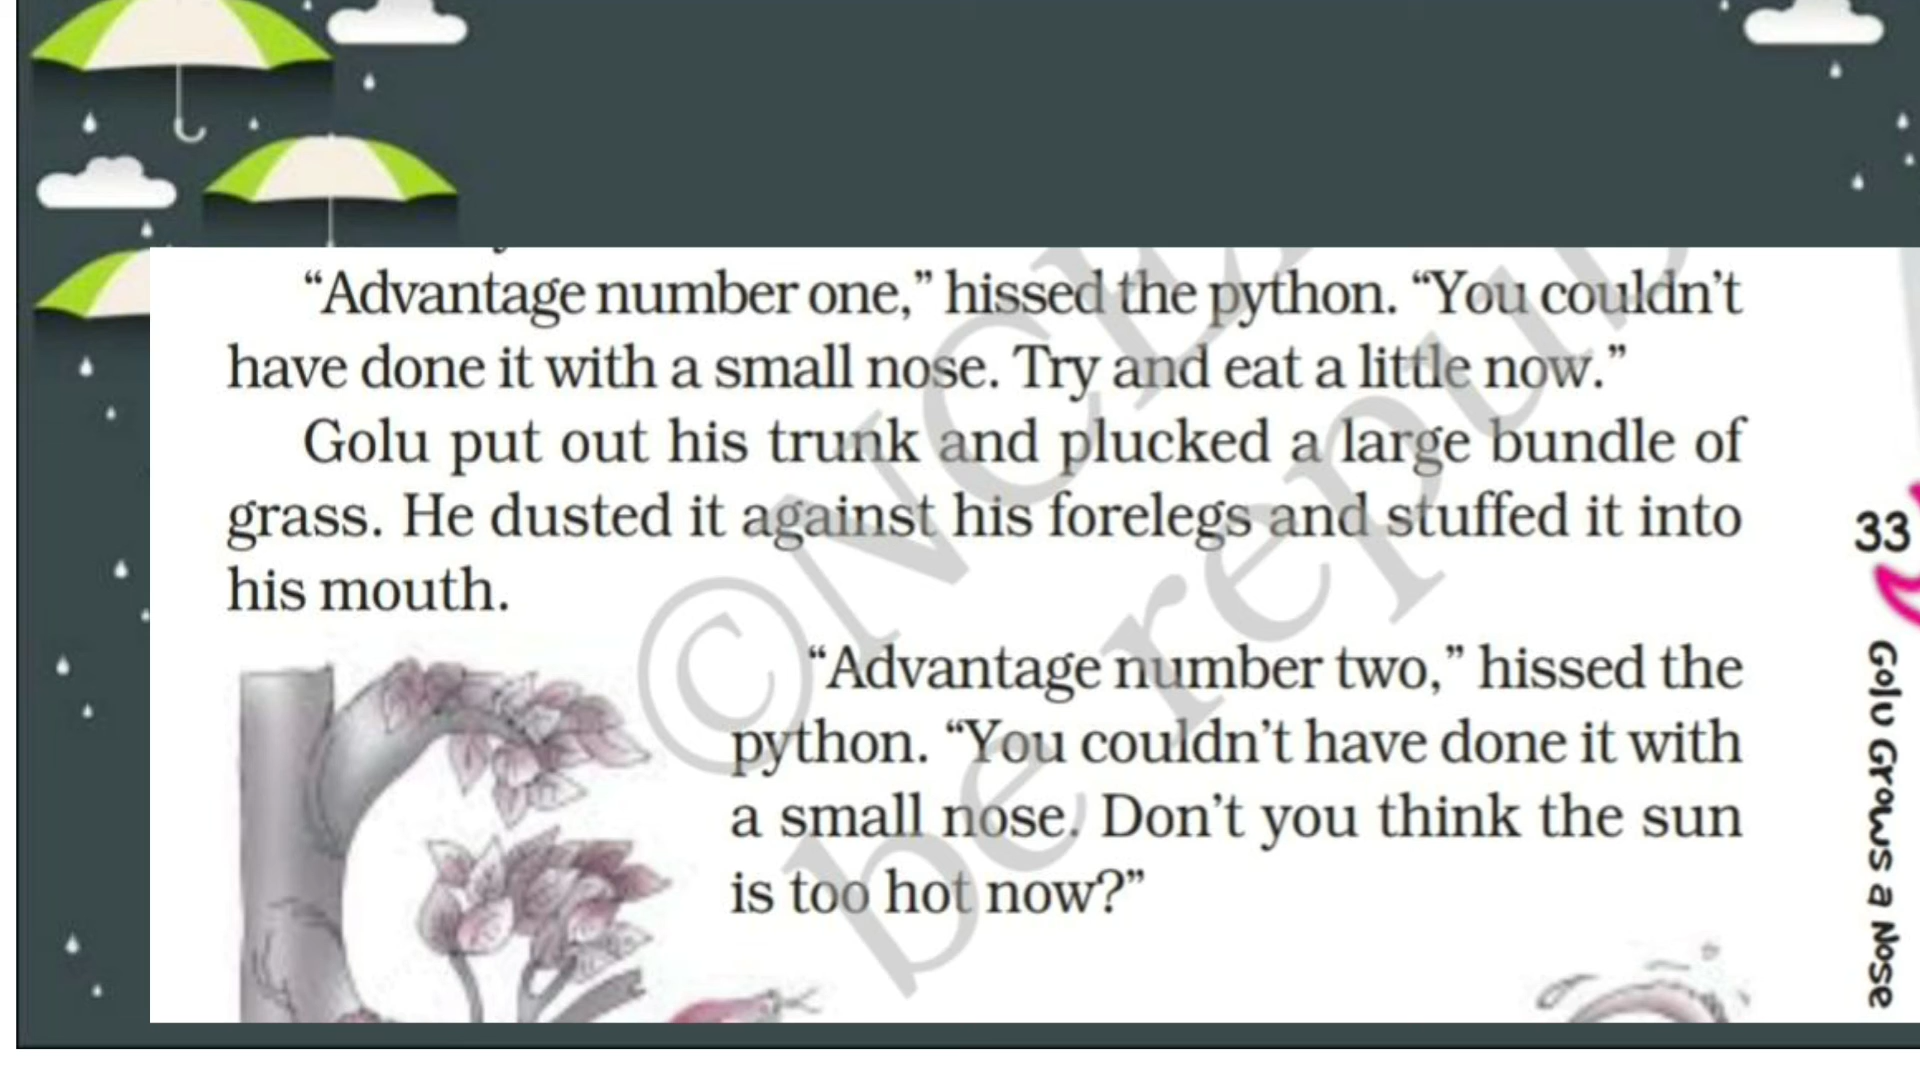 “Advantage number one,” hissed the python. “You couldn’t
have done it with a small nose. Try and eat a little now.”
Golu put out his trunk and plucked a large bundle of
grass. He dusted it against his forelegs and stuffed it into
his mouth.
“Advantage number two,” hissed the
python. “You couldn’t have done it with
a small nose. Don’t you think the sun
is too hot now?”
33
Golu Grows a Nose
be